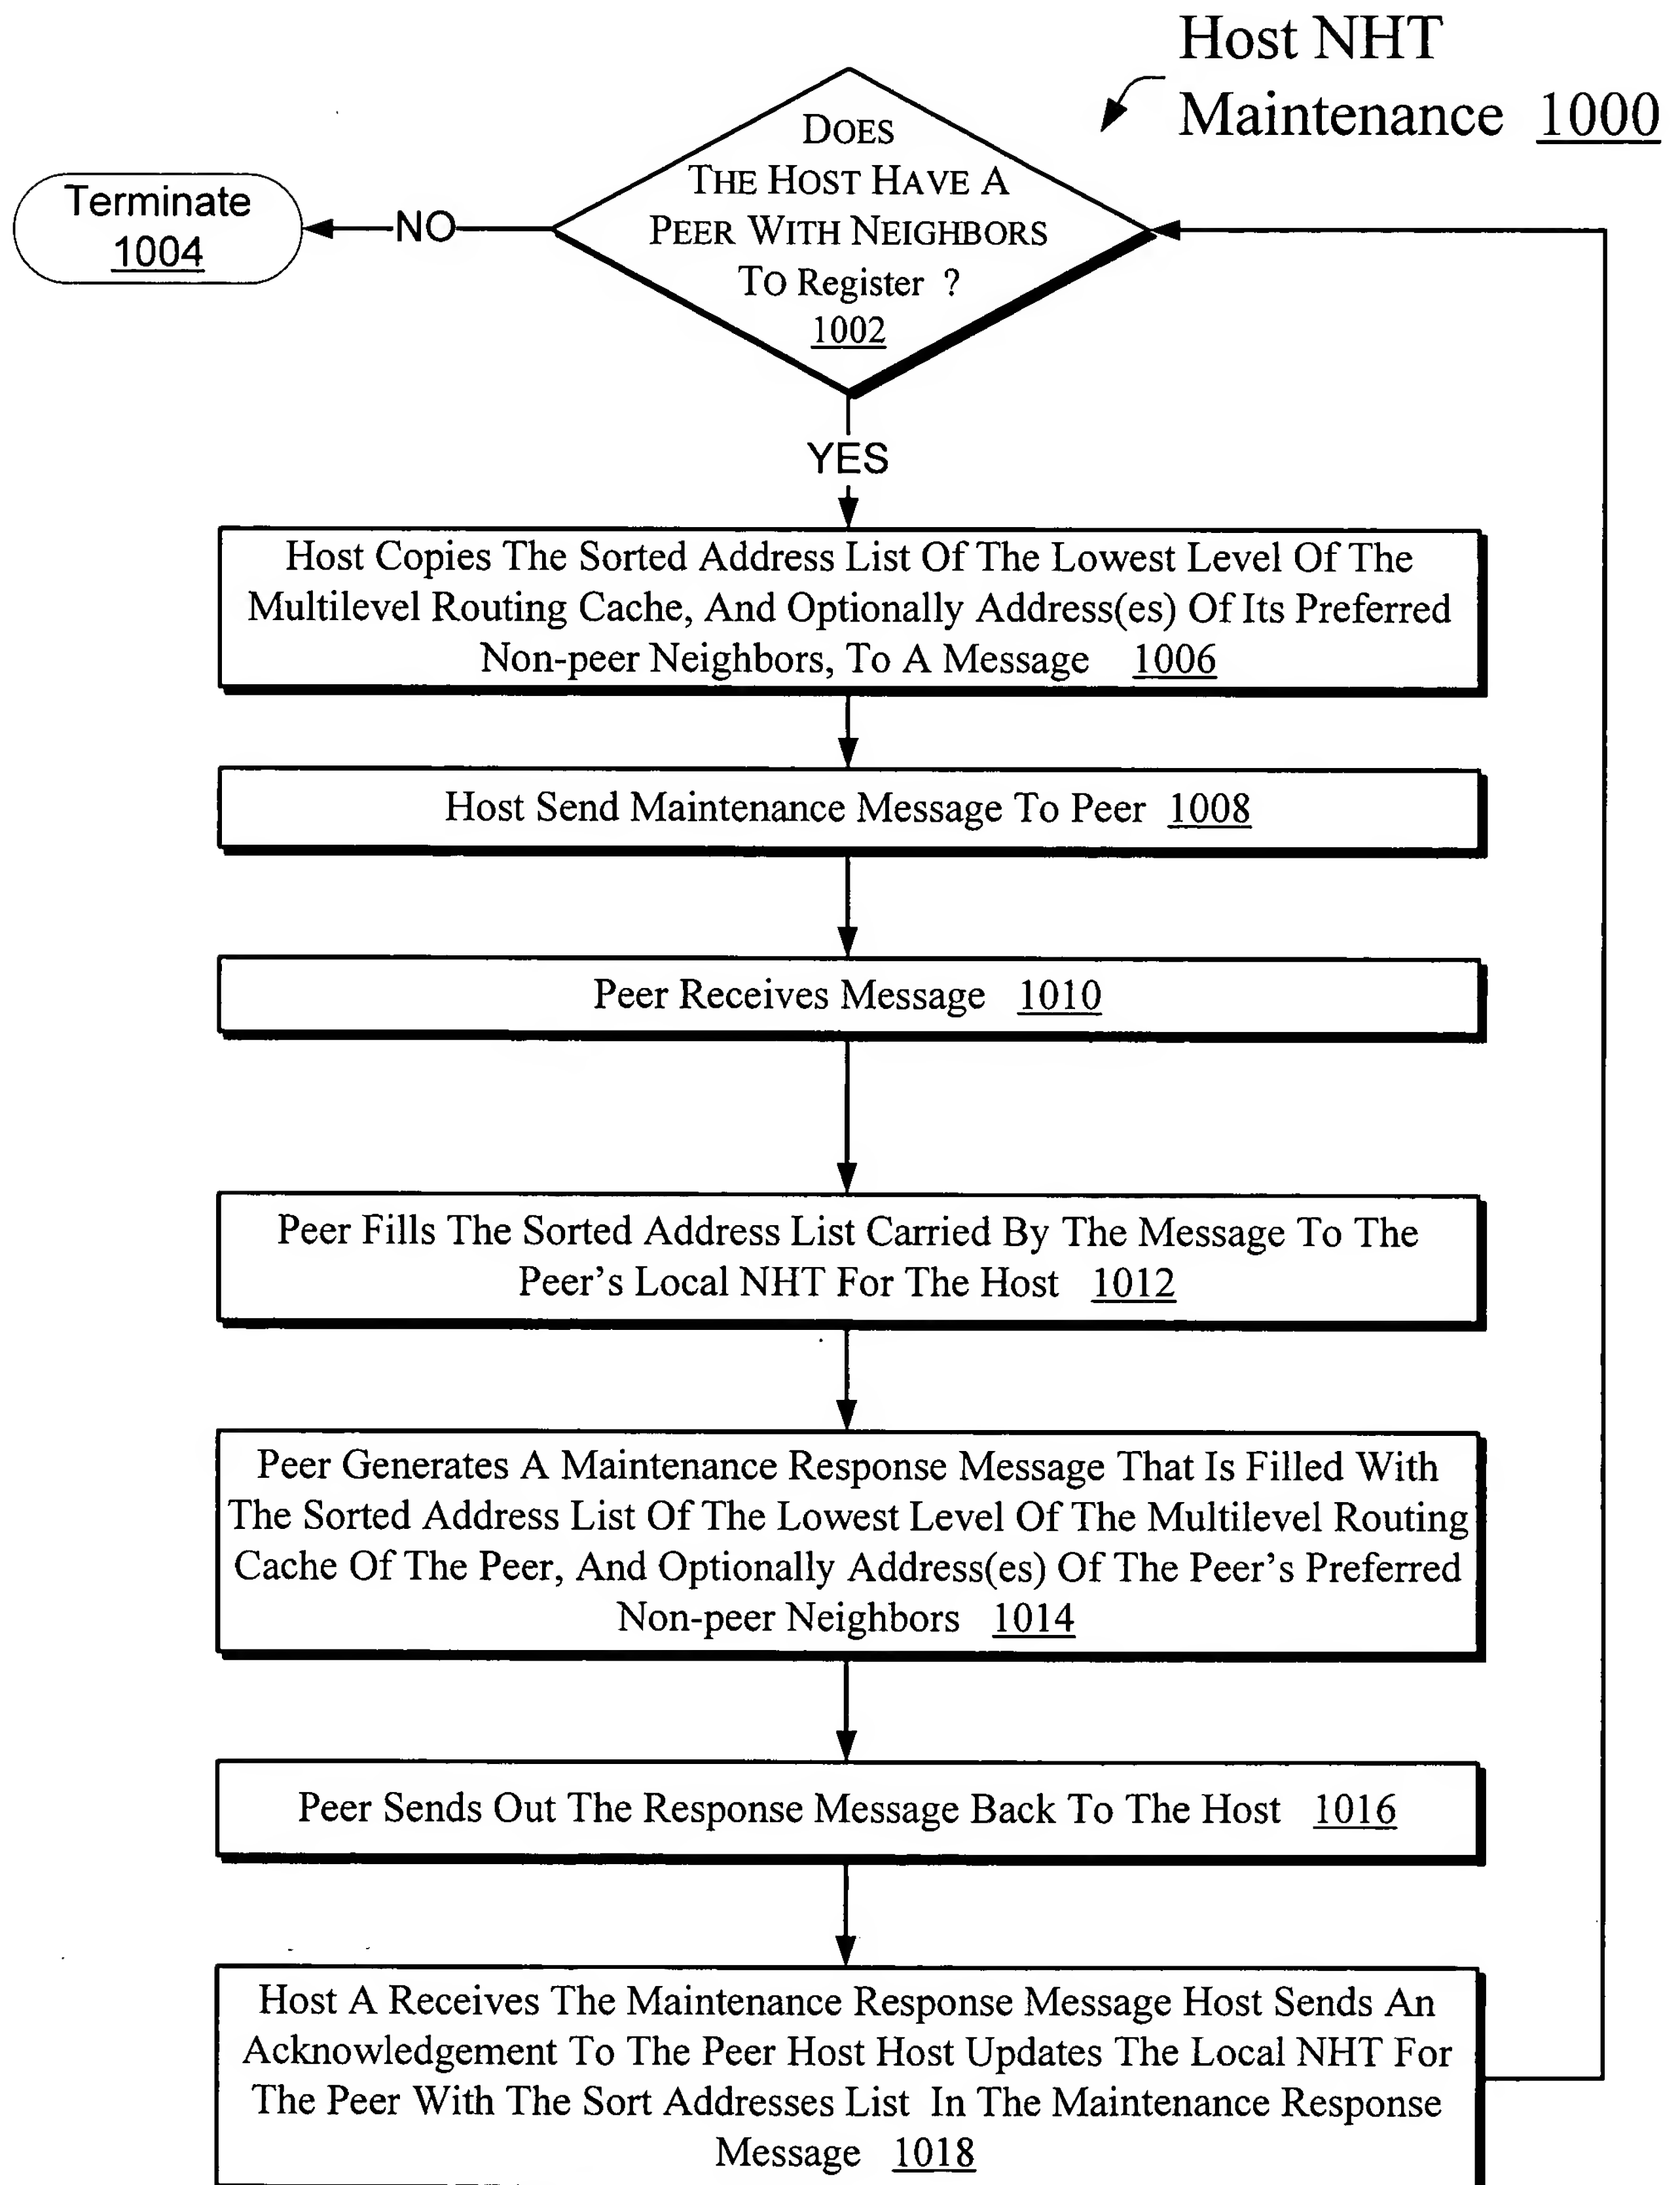 Host NHT
Maintenance 1000
DOES
THE HOST HAVE A
PEER WITH NEIGHBORS
TO Register ?
1002
Terminate
1004
NO
YES
Host Copies The Sorted Address List Of The Lowest Level Of The
Multilevel Routing Cache, And Optionally Address(es) Of Its Preferred
Non-peer Neighbors, To A Message 1006
Host Send Maintenance Message To Peer 1008
Peer Receives Message 1010
Peer Fills The Sorted Address List Carried By The Message To The
Peer's Local NHT For The Host 1012
Peer Generates A Maintenance Response Message That Is Filled With
The Sorted Address List Of The Lowest Level Of The Multilevel Routing
Cache Of The Peer, And Optionally Address(es) Of The Peer's Preferred
Non-peer Neighbors 1014
Peer Sends Out The Response Message Back To The Host 1016
Host A Receives The Maintenance Response Message Host Sends An
Acknowledgement To The Peer Host Host Updates The Local NHT For
The Peer With The Sort Addresses List In The Maintenance Response
Message 1018